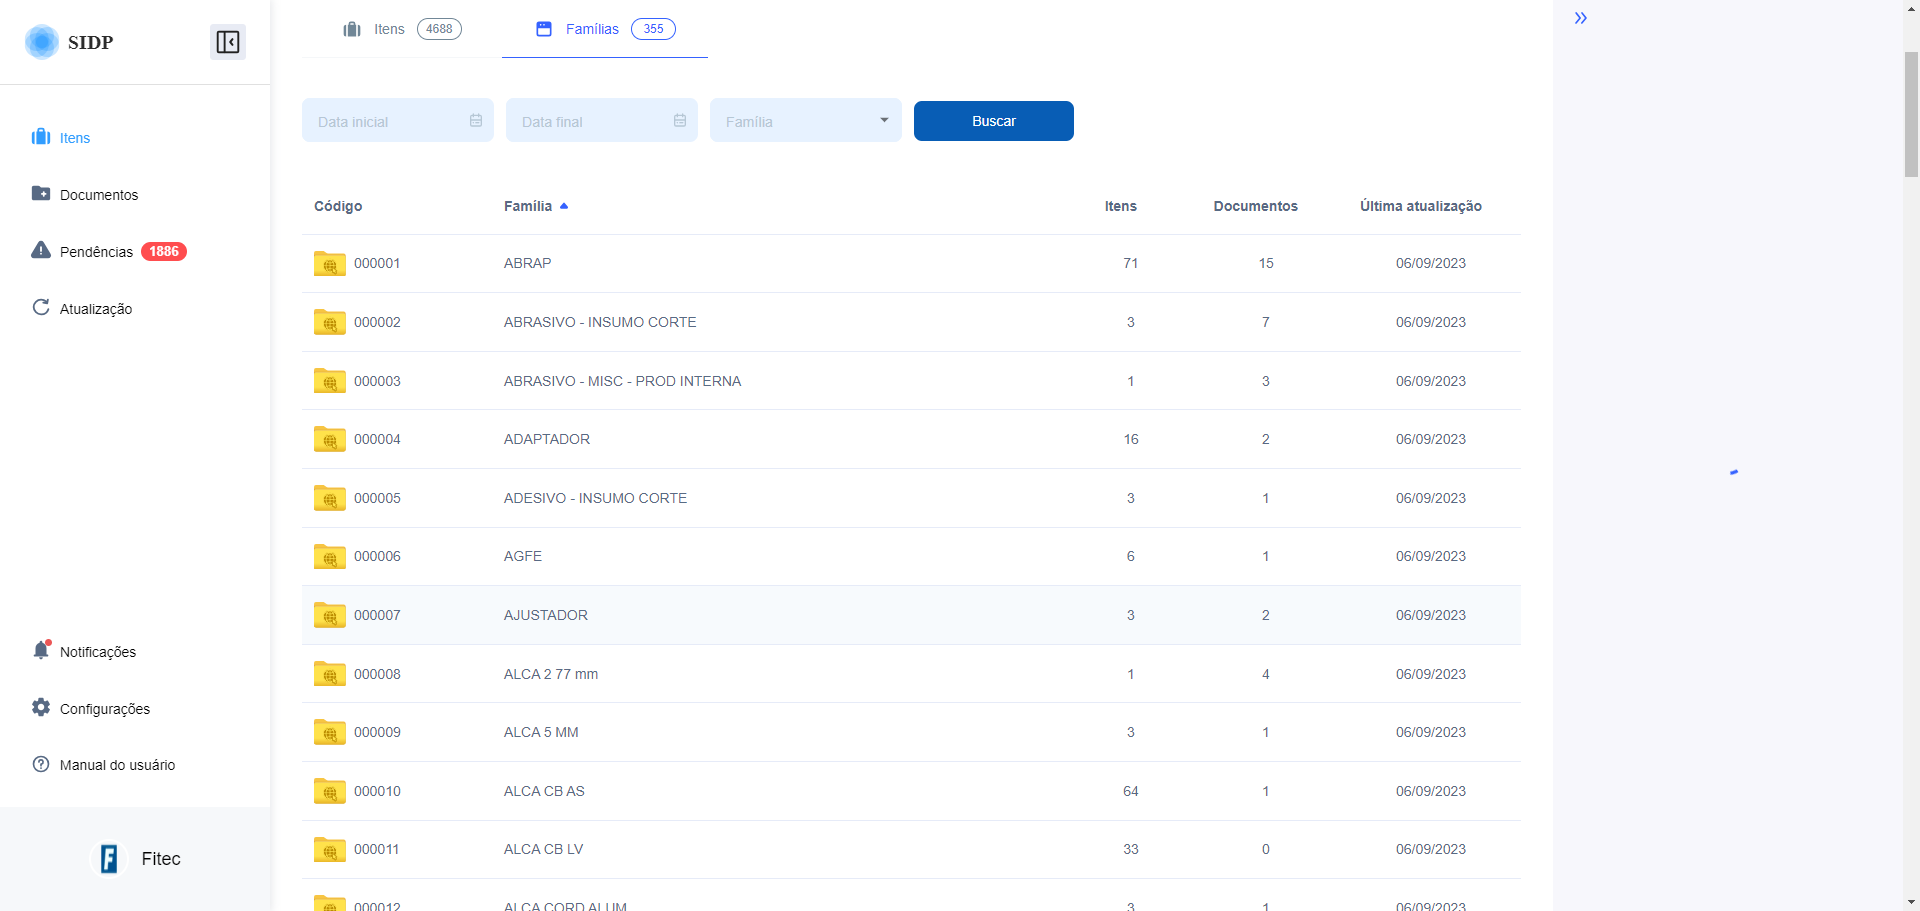 SIDP
Itens
Documentos
Pendências 1886
Atualização
Notificações
Configurações
Manual do usuário
Fitec
Itens 4688
Famílias 355
Data inicial
Data final
Família
Buscar
Código Família Itens Documentos Última atualização
000001 ABRAP 71 15 06/09/2023
000002 ABRASIVO - INSUMO CORTE 3 7 06/09/2023
000003 ABRASIVO - MISC - PROD INTERNA 1 3 06/09/2023
000004 ADAPTADOR 16 2 06/09/2023
000005 ADESIVO - INSUMO CORTE 3 1 06/09/2023
000006 AGFE 6 1 06/09/2023
000007 AJUSTADOR 3 2 06/09/2023
000008 ALCA 2 77 mm 1 4 06/09/2023
000009 ALCA 5 MM 3 1 06/09/2023
000010 ALCA CB AS 64 1 06/09/2023
000011 ALCA CB LV 33 0 06/09/2023
000012 ALCA CORD ALUM 3 1 06/09/2023